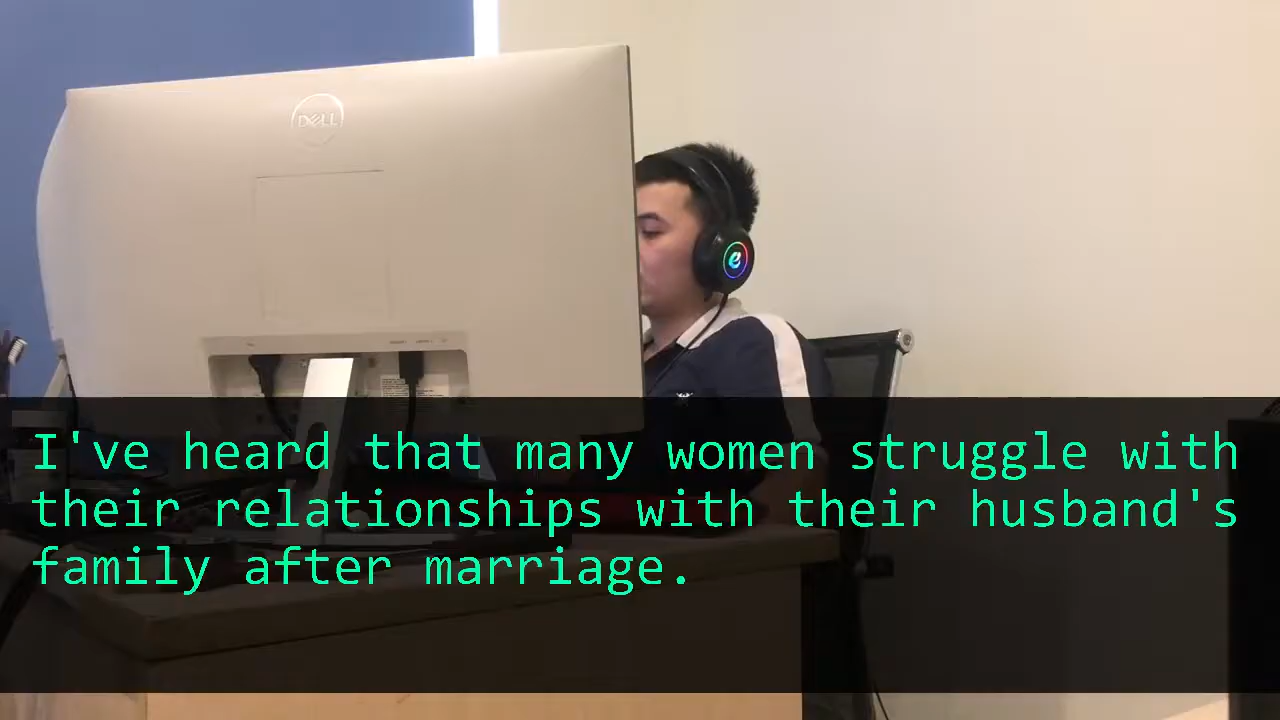 DELL
e
I've heard that many women struggle with
their relationships with their husband's
family after marriage.